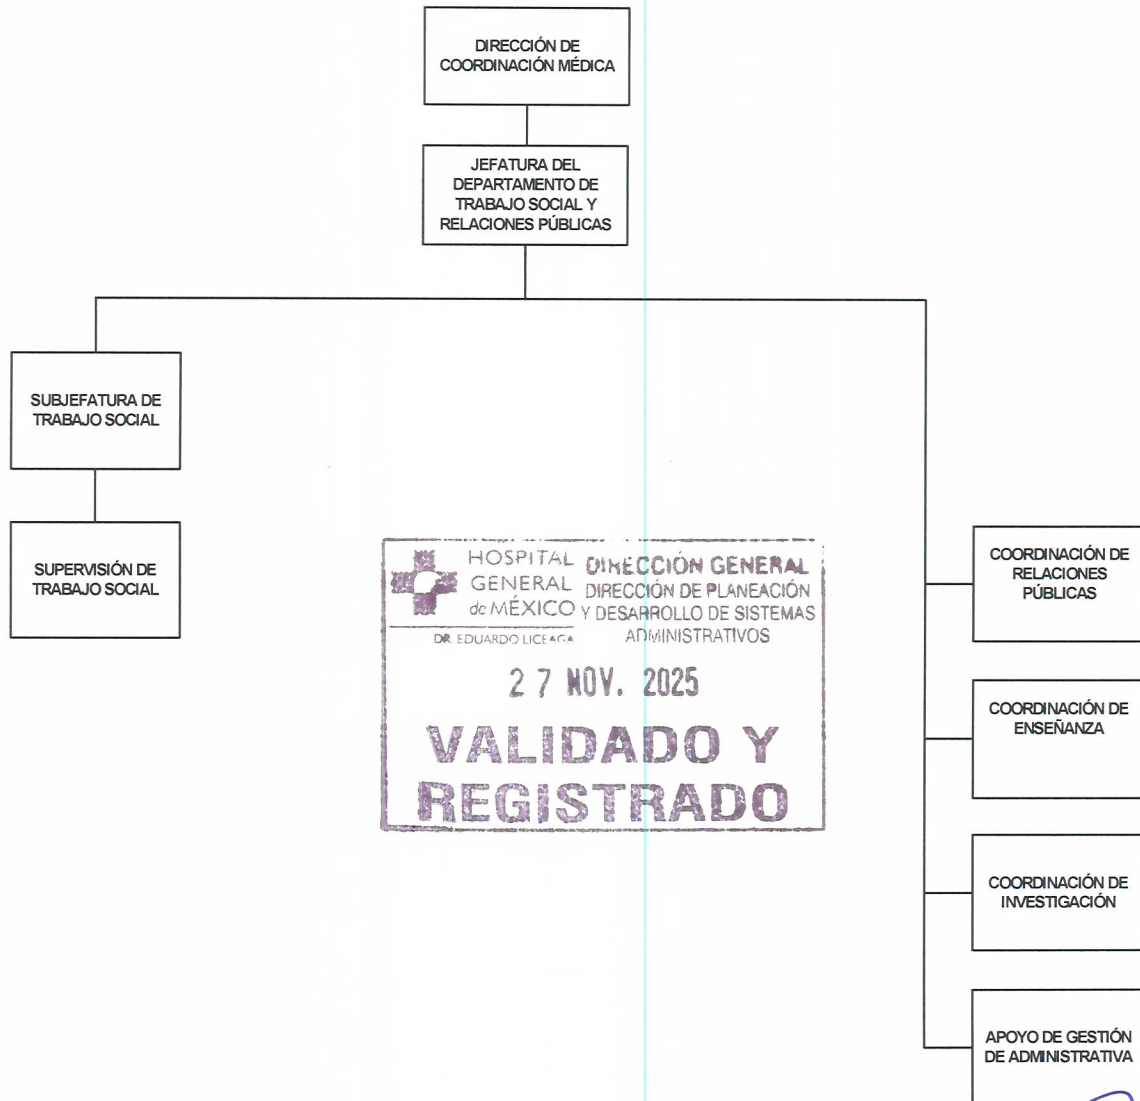 DIRECCIÓN DE
COORDINACIÓN MÉDICA
JEFATURA DEL
DEPARTAMENTO DE
TRABAJO SOCIAL Y
RELACIONES PÚBLICAS
SUBJEFATURA DE
TRABAJO SOCIAL
SUPERVISIÓN DE
TRABAJO SOCIAL
HOSPITAL
GENERAL
de MÉXICO
DR. EDUARDO LICEAGA
DIRECCIÓN GENERAL
DIRECCIÓN DE PLANEACIÓN
Y DESARROLLO DE SISTEMAS
ADMINISTRATIVOS
27 NOV. 2025
VALIDADO Y
REGISTRADO
COORDINACIÓN DE
RELACIONES
PÚBLICAS
COORDINACIÓN DE
ENSEÑANZA
COORDINACIÓN DE
INVESTIGACIÓN
APOYO DE GESTIÓN
DE ADMINISTRATIVA